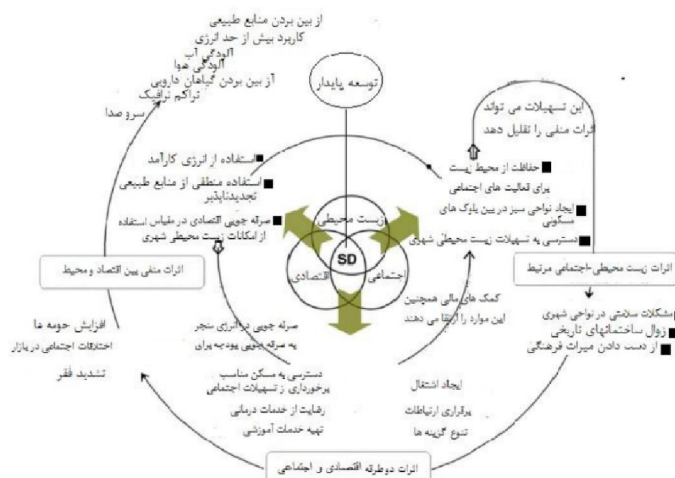 از بین بردن منابع طبیعی
کاربرد بیش از حد انرژی
آلودگی آب
آلودگی هوا
از بین بردن گیاهان دارویی
تراکم ترافیک
سرو صدا
توسعه پایدار
این تسهیلات می تواند
اثرات منفی را تقلیل دهد
استفاده از انرژی کارآمد
استفاده منطقی از منابع طبیعی
تجدیدناپذیر
صرفه جویی اقتصادی در مقیاس استفاده
از امکانات زیست محیطی شهری
حفاظت از محیط زیست
برای فعالیت های اجتماعی
ایجاد نواحی سبز در بین بلوک های
مسکونی
دسترسی به تسهیلات زیست محیطی شهری
زیست محیطی
SD
اقتصادی
اجتماعی
اثرات منفی بین اقتصاد و محیط
اثرات زیست محیطی اجتماعی مرتبط
مشکلات سلامتی در نواحی شهری
زوال ساختمانهای تاریخی
از دست دادن میراث فرهنگی
کمک های مالی همچنین
این موارد را ارتقا می دهند
صرفه جویی در انرژی منجر
به صرفه جویی بودجه برای
دسترسی به مسکن مناسب
برخورداری از تسهیلات اجتماعی
رضایت از خدمات درمانی
تهیه خدمات آموزشی
ایجاد اشتغال
برقراری ارتباطات
تنوع گزینه ها
افزایش حومه ها
اختلافات اجتماعی در بازار
تشدید فقر
اثرات دوطرفه اقتصادی و اجتماعی